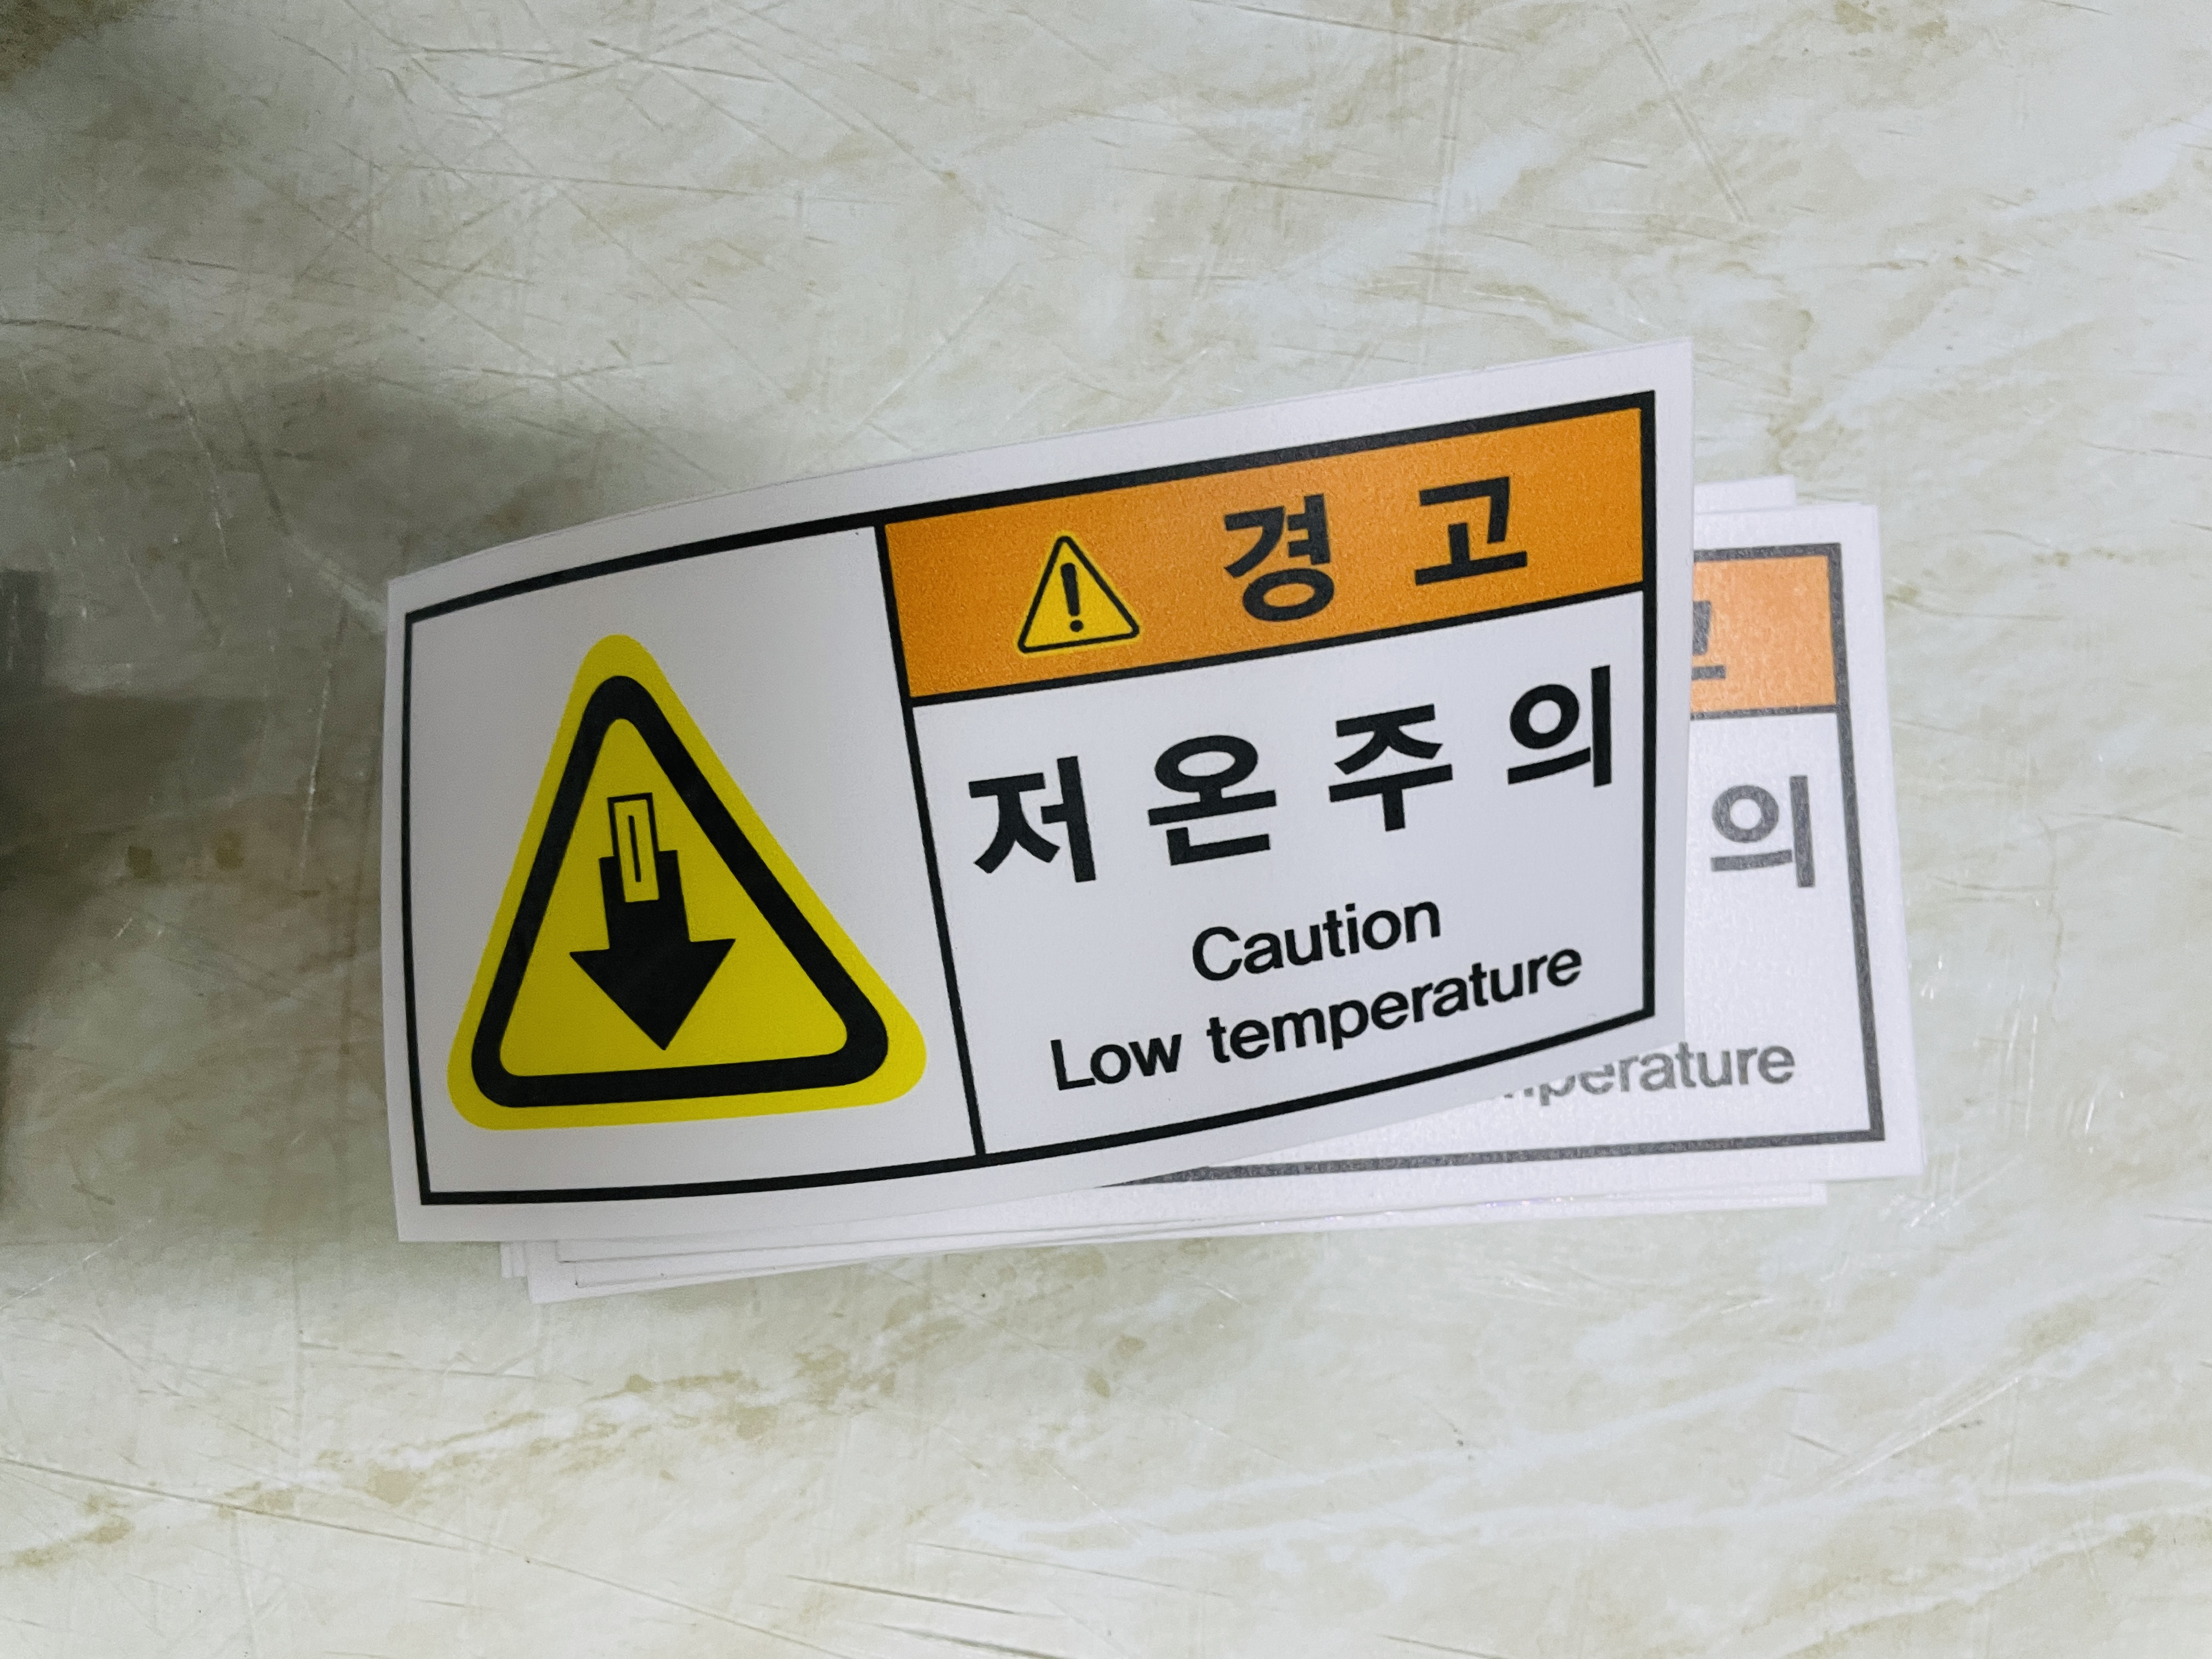 경 고
저온주의
Caution
Low temperature
의
perature